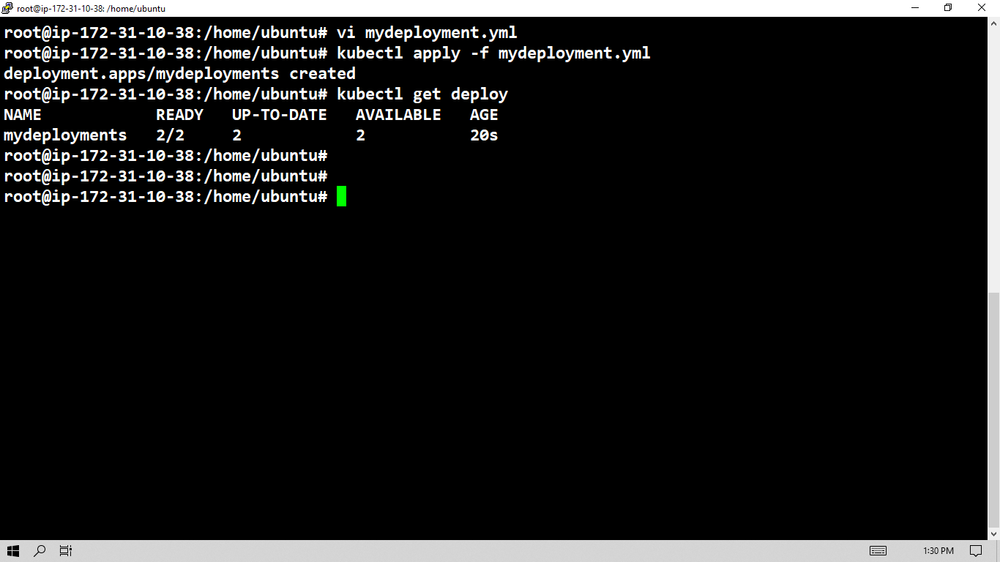 root@ip-172-31-10-38: /home/ubuntu
root@ip-172-31-10-38:/home/ubuntu# vi mydeployment.yml
root@ip-172-31-10-38:/home/ubuntu# kubectl apply -f mydeployment.yml
deployment.apps/mydeployments created
root@ip-172-31-10-38:/home/ubuntu# kubectl get deploy
NAME            READY   UP-TO-DATE   AVAILABLE   AGE
mydeployments   2/2     2            2           20s
root@ip-172-31-10-38:/home/ubuntu#
root@ip-172-31-10-38:/home/ubuntu#
root@ip-172-31-10-38:/home/ubuntu#
1:30 PM